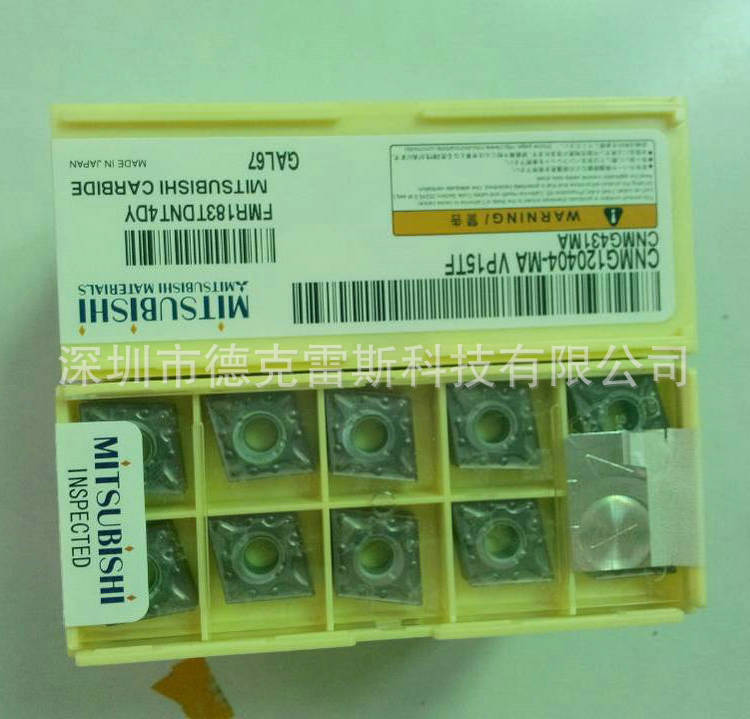 MITSUBISHI
MITSUBISHI MATERIALS
CNMG120404-MA VP15TF
CNMG431MA
WARNING/ 警告
FMR183TDNT4DY
MITSUBISHI CARBIDE
GAL67
MADE IN JAPAN
深圳市德克雷斯科技有限公司
MITSUBISHI
INSPECTED